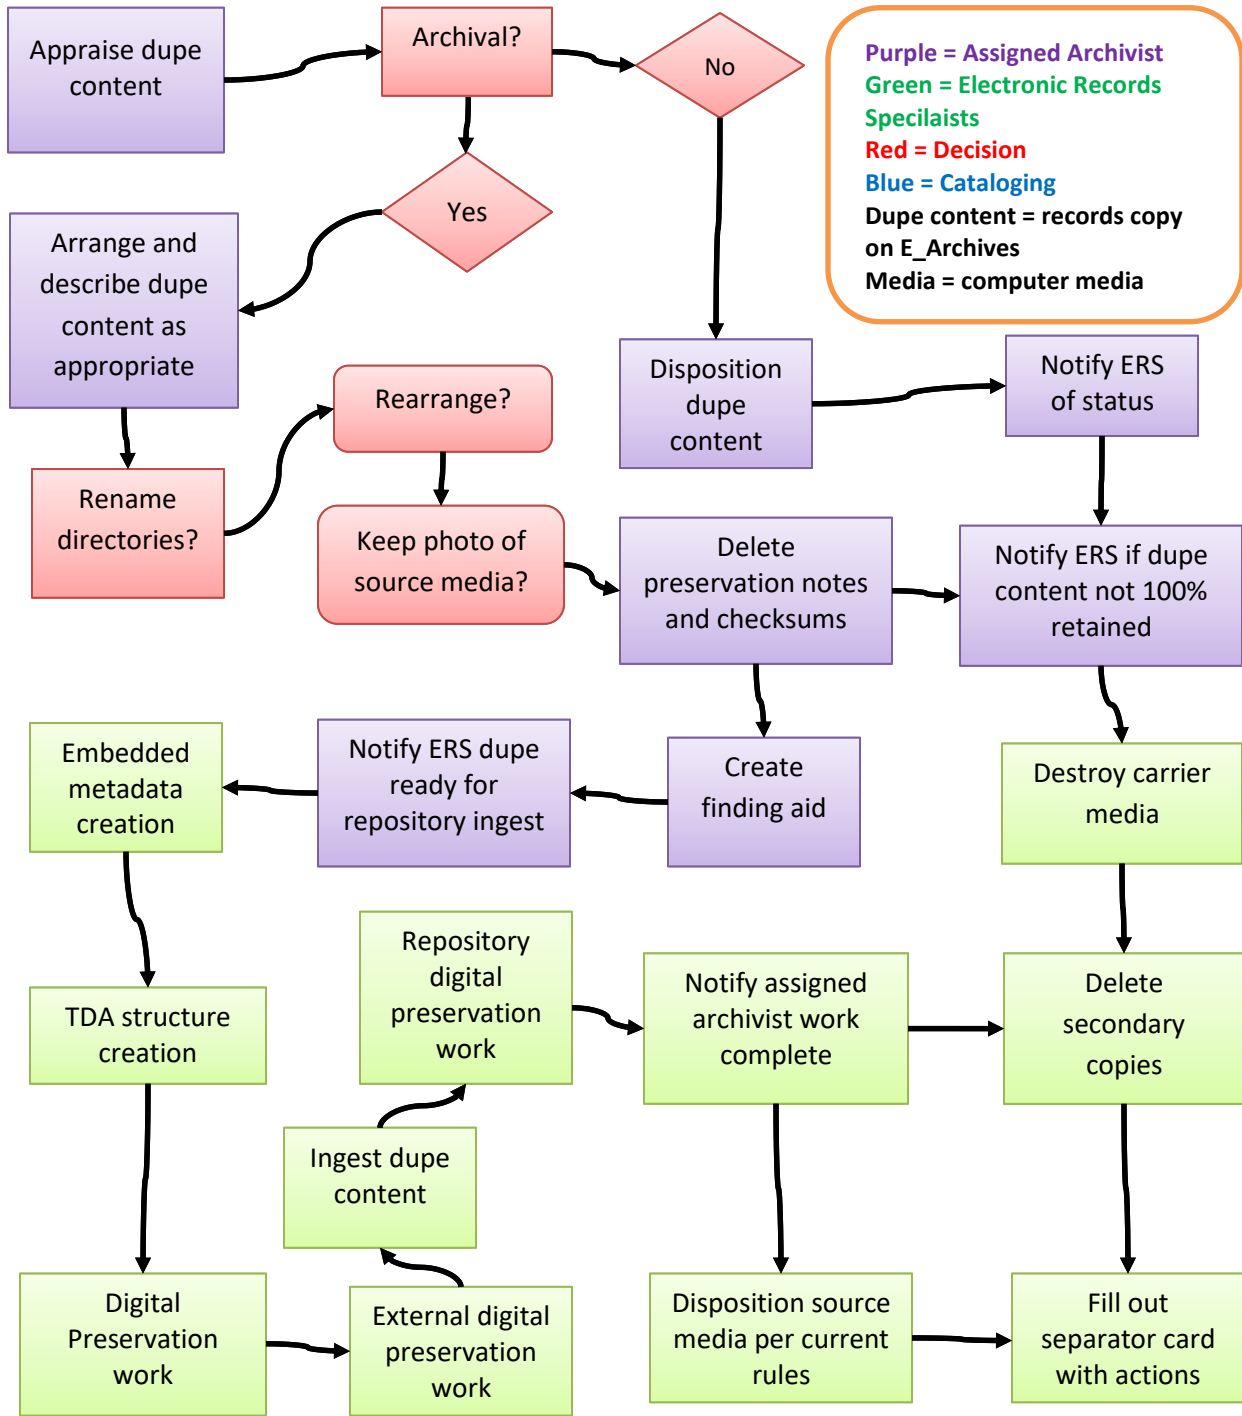 Appraise dupe
content
Archival?
No
Purple = Assigned Archivist
Green = Electronic Records
Specilaists
Red = Decision
Blue = Cataloging
Dupe content = records copy
on E_Archives
Media = computer media
Yes
Arrange and
describe dupe
content as
appropriate
Rearrange?
Disposition
dupe
content
Notify ERS
of status
Rename
directories?
Keep photo of
source media?
Delete
preservation notes
and checksums
Notify ERS if dupe
content not 100%
retained
Embedded
metadata
creation
Notify ERS dupe
ready for
repository ingest
Create
finding aid
Destroy carrier
media
Repository
digital
preservation
work
Notify assigned
archivist work
complete
Delete
secondary
copies
TDA structure
creation
Ingest dupe
content
Digital
Preservation
work
External digital
preservation
work
Disposition source
media per current
rules
Fill out
separator card
with actions